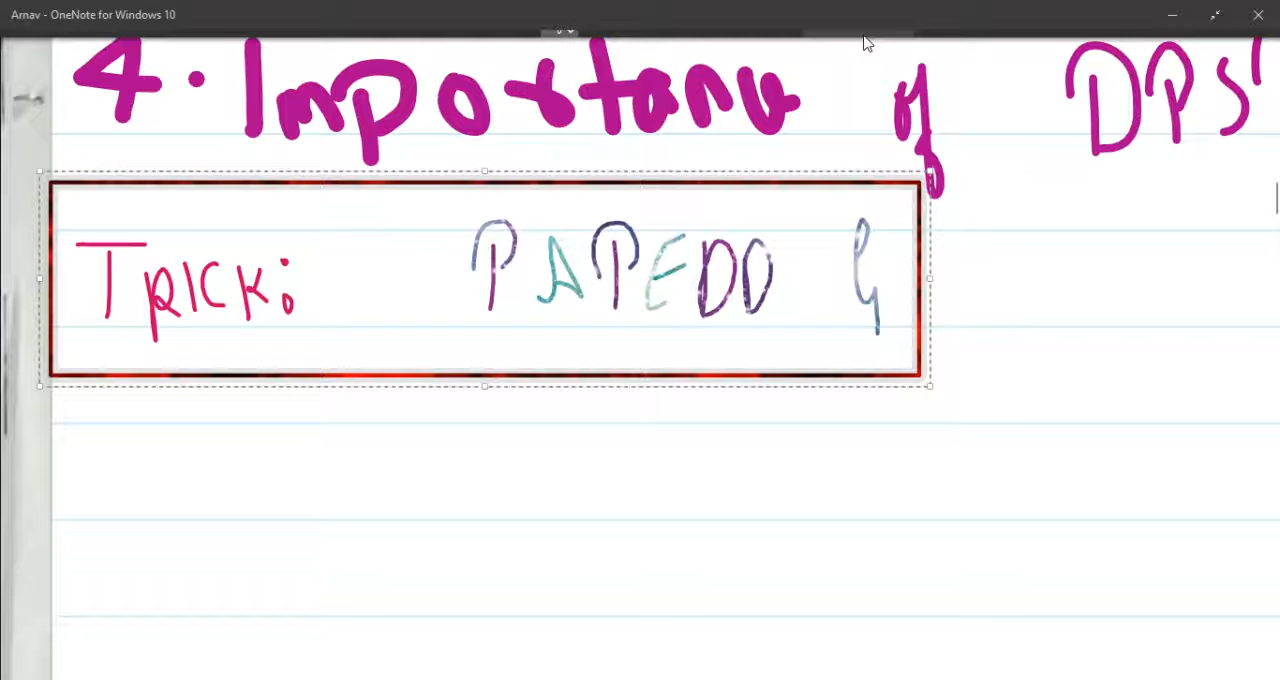 Arnav - OneNote for Windows 10
4. Importance of DPS'
TRICK: PAPEDD G